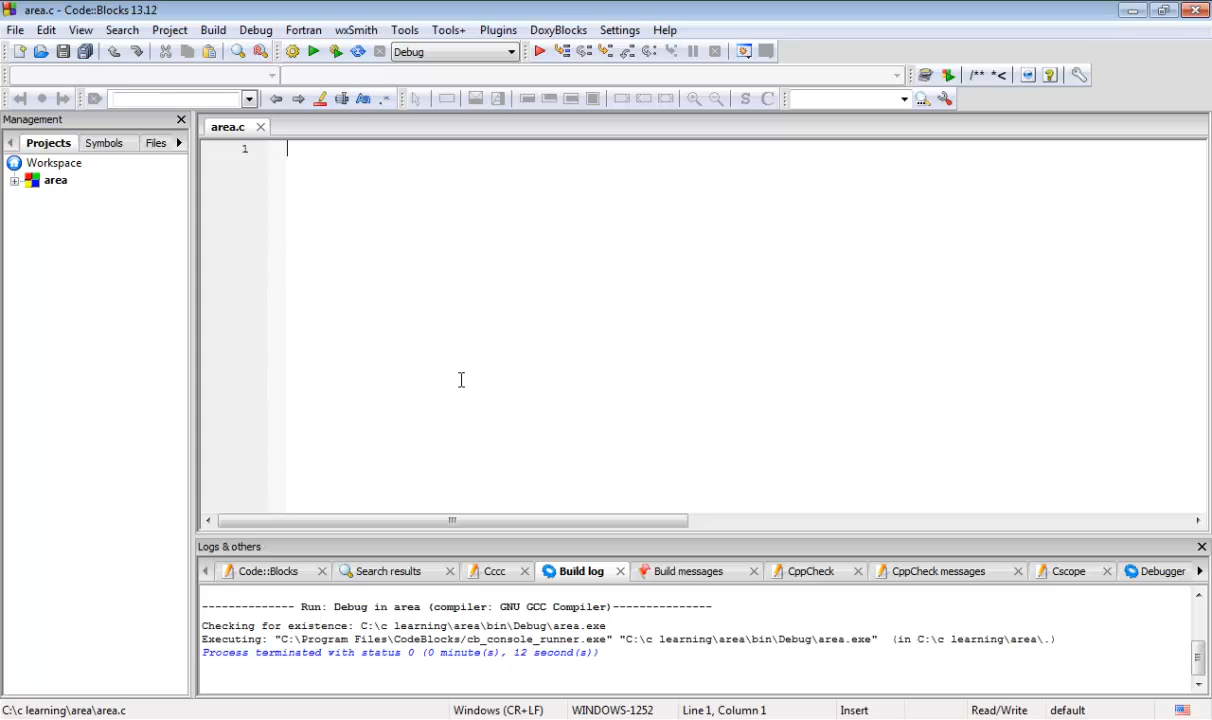 area.c - Code::Blocks 13.12
File Edit View Search Project Build Debug Fortran wxSmith Tools Tools+ Plugins DoxyBlocks Settings Help
Debug
/** *<
S C
Management
area.c
Projects Symbols Files
1
Workspace
area
Logs & others
Code::Blocks Search results Cccc Build log Build messages CppCheck CppCheck messages Cscope Debugger
-------------- Run: Debug in area (compiler: GNU GCC Compiler)---------------
Checking for existence: C:\c learning\area\bin\Debug\area.exe
Executing: "C:\Program Files\CodeBlocks/cb_console_runner.exe" "C:\c learning\area\bin\Debug\area.exe"  (in C:\c learning\area\.)
Process terminated with status 0 (0 minute(s), 12 second(s))
C:\c learning\area\area.c Windows (CR+LF) WINDOWS-1252 Line 1, Column 1 Insert Read/Write default